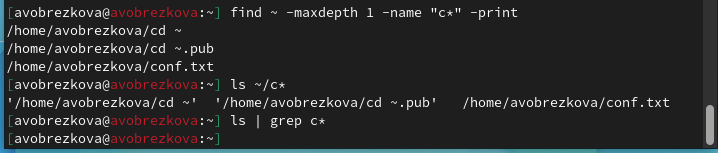 [avobrezkova@avobrezkova:~] find ~ -maxdepth 1 -name "c*" -print
/home/avobrezkova/cd ~
/home/avobrezkova/cd ~.pub
/home/avobrezkova/conf.txt
[avobrezkova@avobrezkova:~] ls ~/c*
'/home/avobrezkova/cd ~'  '/home/avobrezkova/cd ~.pub'   /home/avobrezkova/conf.txt
[avobrezkova@avobrezkova:~] ls | grep c*
[avobrezkova@avobrezkova:~]